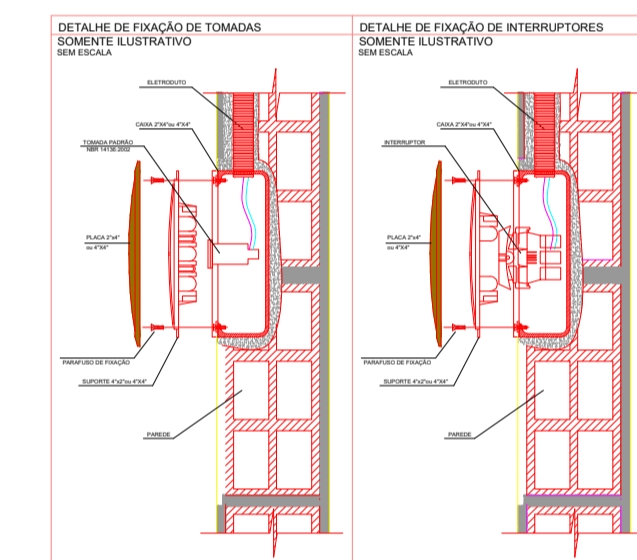 DETALHE DE FIXAÇÃO DE TOMADAS
SOMENTE ILUSTRATIVO
SEM ESCALA
ELETRODUTO
CAIXA 2"X4"ou 4"X4"
TOMADA PADRÃO
NBR 14136:2002
PLACA 2"x4"
ou 4"X4"
PARAFUSO DE FIXAÇÃO
SUPORTE 4"x2"ou 4"X4"
PAREDE
DETALHE DE FIXAÇÃO DE INTERRUPTORES
SOMENTE ILUSTRATIVO
SEM ESCALA
ELETRODUTO
CAIXA 2"X4"ou 4"X4"
INTERRUPTOR
PLACA 2"x4"
ou 4"X4"
PARAFUSO DE FIXAÇÃO
SUPORTE 4"x2"ou 4"X4"
PAREDE